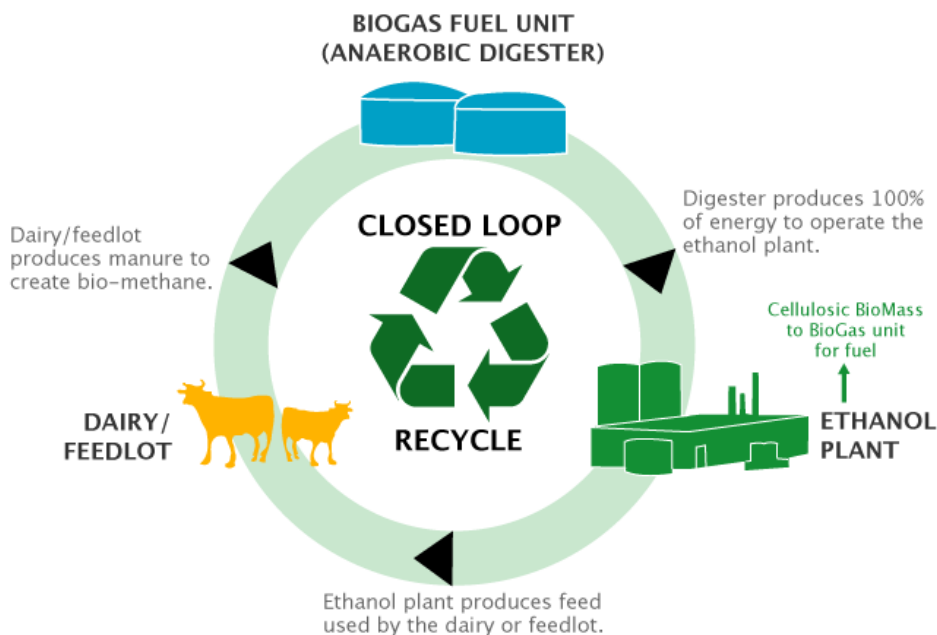 BIOGAS FUEL UNIT
(ANAEROBIC DIGESTER)
Digester produces 100%
of energy to operate the
ethanol plant.
Dairy/feedlot
produces manure to
create bio-methane.
CLOSED LOOP
RECYCLE
Cellulosic BioMass
to BioGas unit
for fuel
DAIRY/
FEEDLOT
ETHANOL
PLANT
Ethanol plant produces feed
used by the dairy or feedlot.